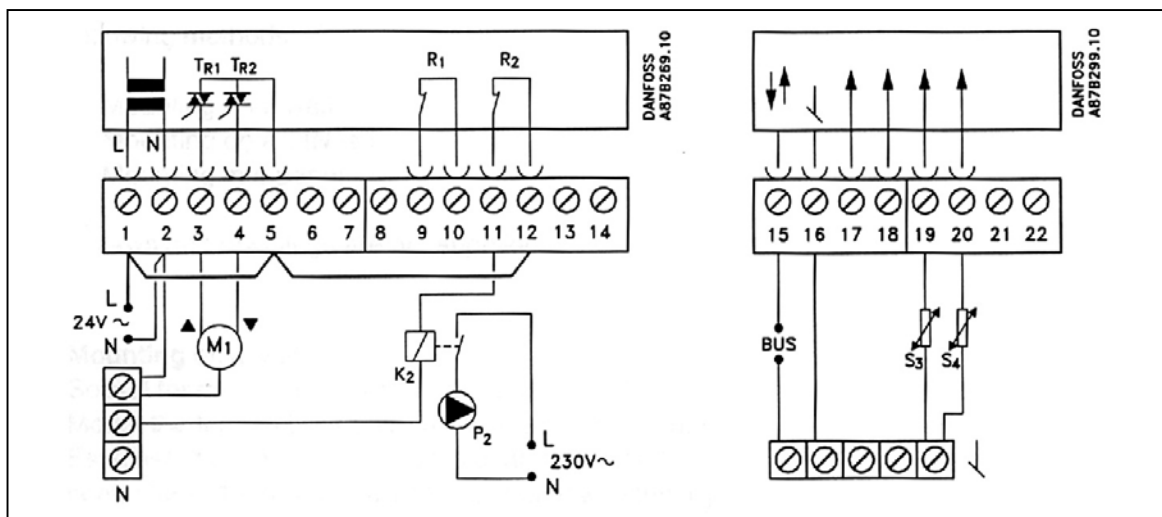 TR1 TR2
R1 R2
L N
DANFOSS
A87B269.10
1 2 3 4 5 6 7 8 9 10 11 12 13 14
L
24V~
N
M1
K2
P2
L
230V~
N
N
DANFOSS
A87B299.10
15 16 17 18 19 20 21 22
BUS
S3 S4